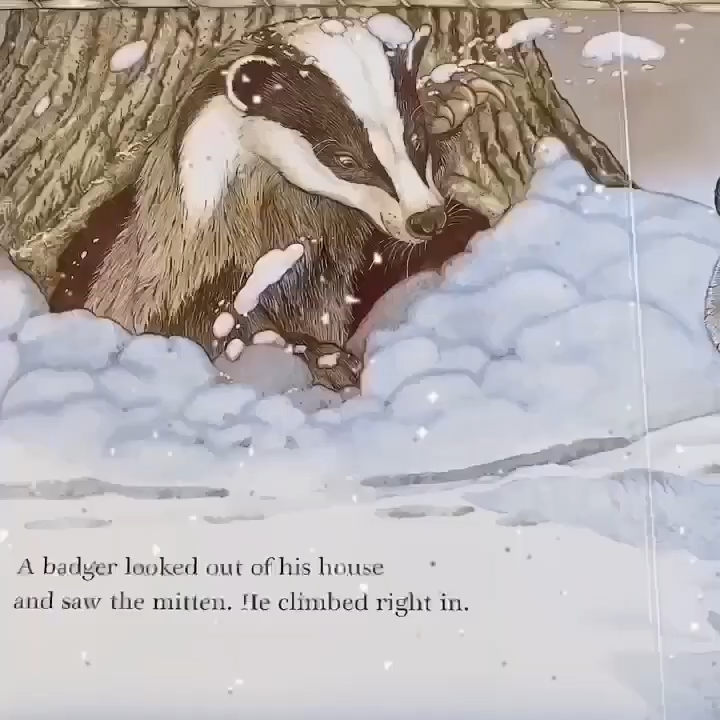 A badger looked out of his house
and saw the mitten. He climbed right in.